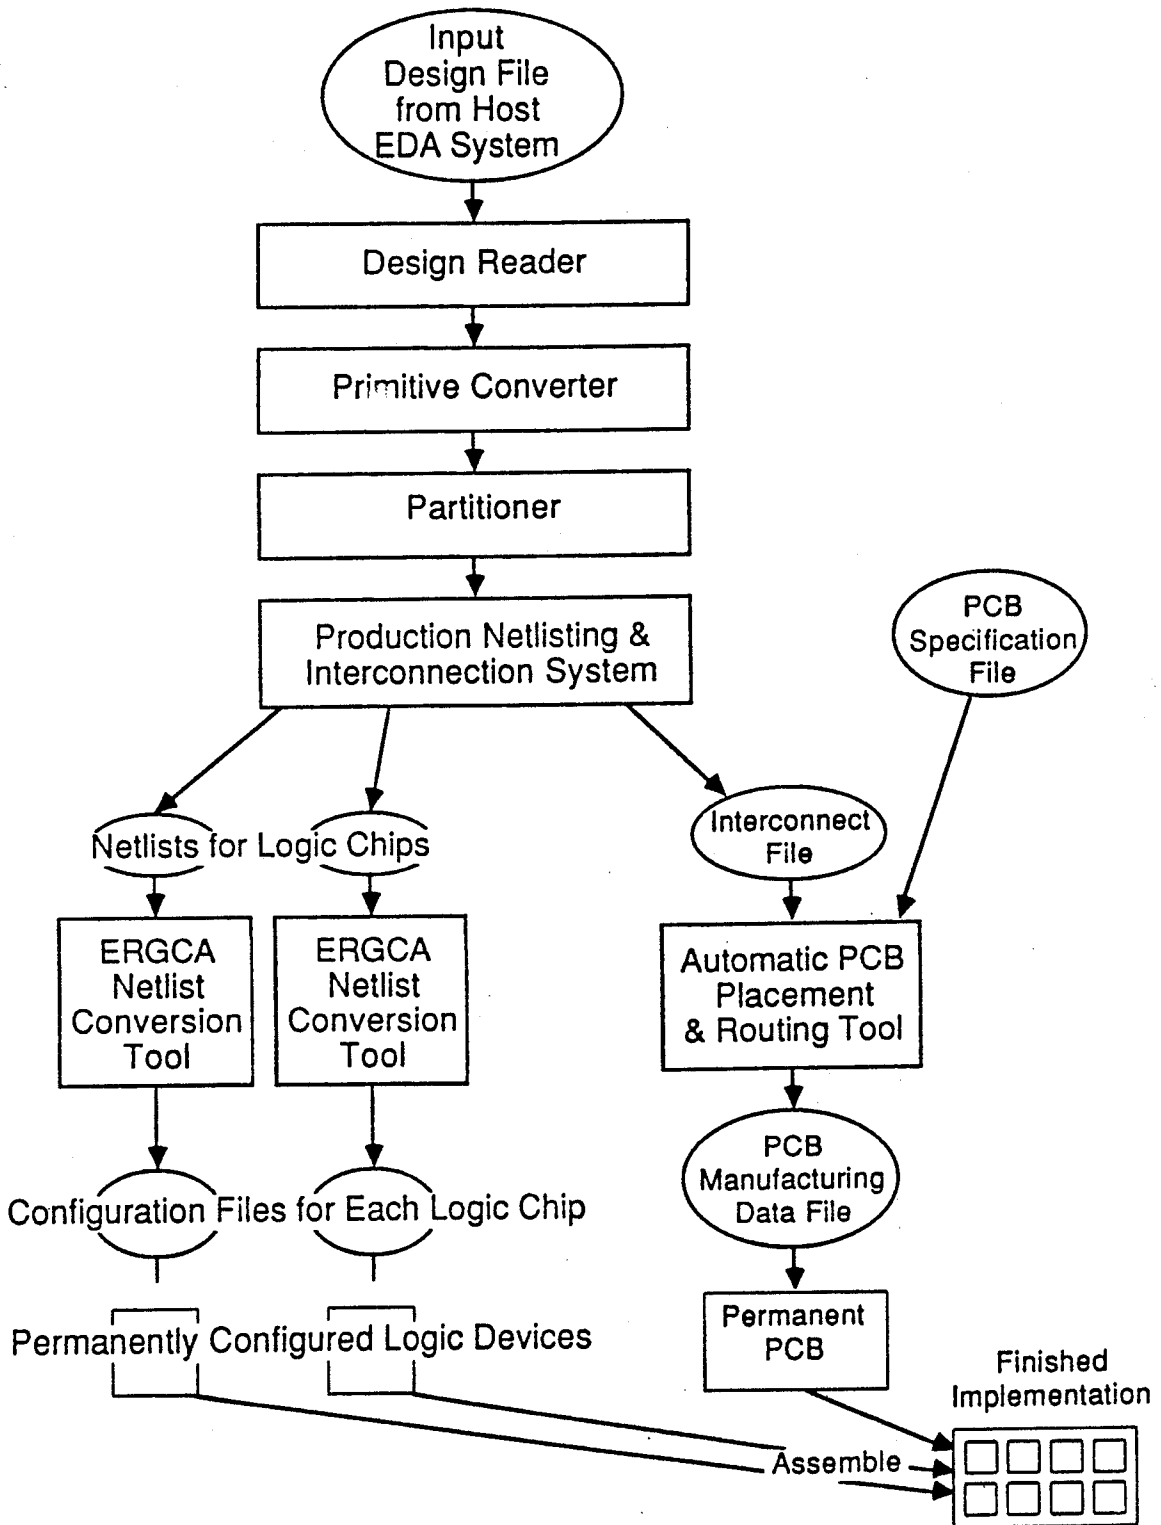 Input
Design File
from Host
EDA System
Design Reader
Primitive Converter
Partitioner
Production Netlisting &
Interconnection System
PCB
Specification
File
Netlists for Logic Chips
Interconnect
File
ERGCA
Netlist
Conversion
Tool
ERGCA
Netlist
Conversion
Tool
Automatic PCB
Placement
& Routing Tool
PCB
Manufacturing
Data File
Configuration Files for Each Logic Chip
Permanently Configured Logic Devices
Permanent
PCB
Finished
Implementation
Assemble